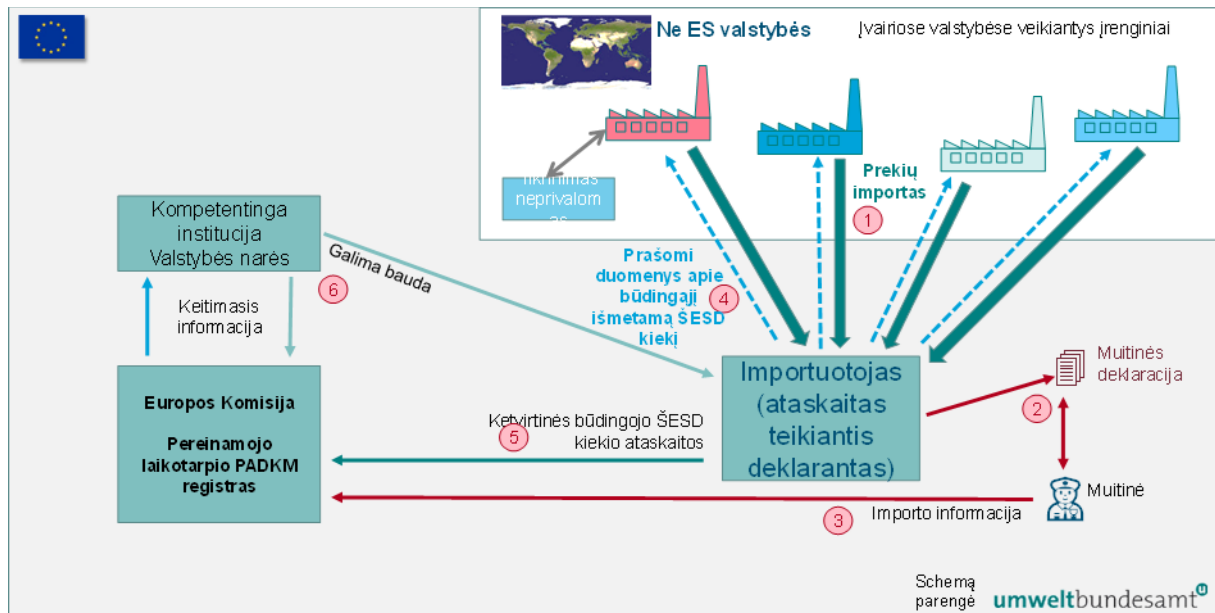 Ne ES valstybės
Įvairiose valstybėse veikiantys įrenginiai
neprivalom
as
Prekių
importas
1
Kompetentinga
institucija
Valstybės narės
Galima bauda
6
Keitimasis
informacija
Prašomi
duomenys apie
būdingąjį
išmetamą ŠESD
kiekį
4
Europos Komisija
Pereinamojo
laikotarpio PADKM
registras
Importuotojas
(ataskaitas
teikiantis
deklarantas)
Muitinės
deklaracija
2
Ketvirtinės būdingojo ŠESD
kiekio ataskaitos
5
Muitinė
3
Importo informacija
Schemą
parengė
umweltbundesamt